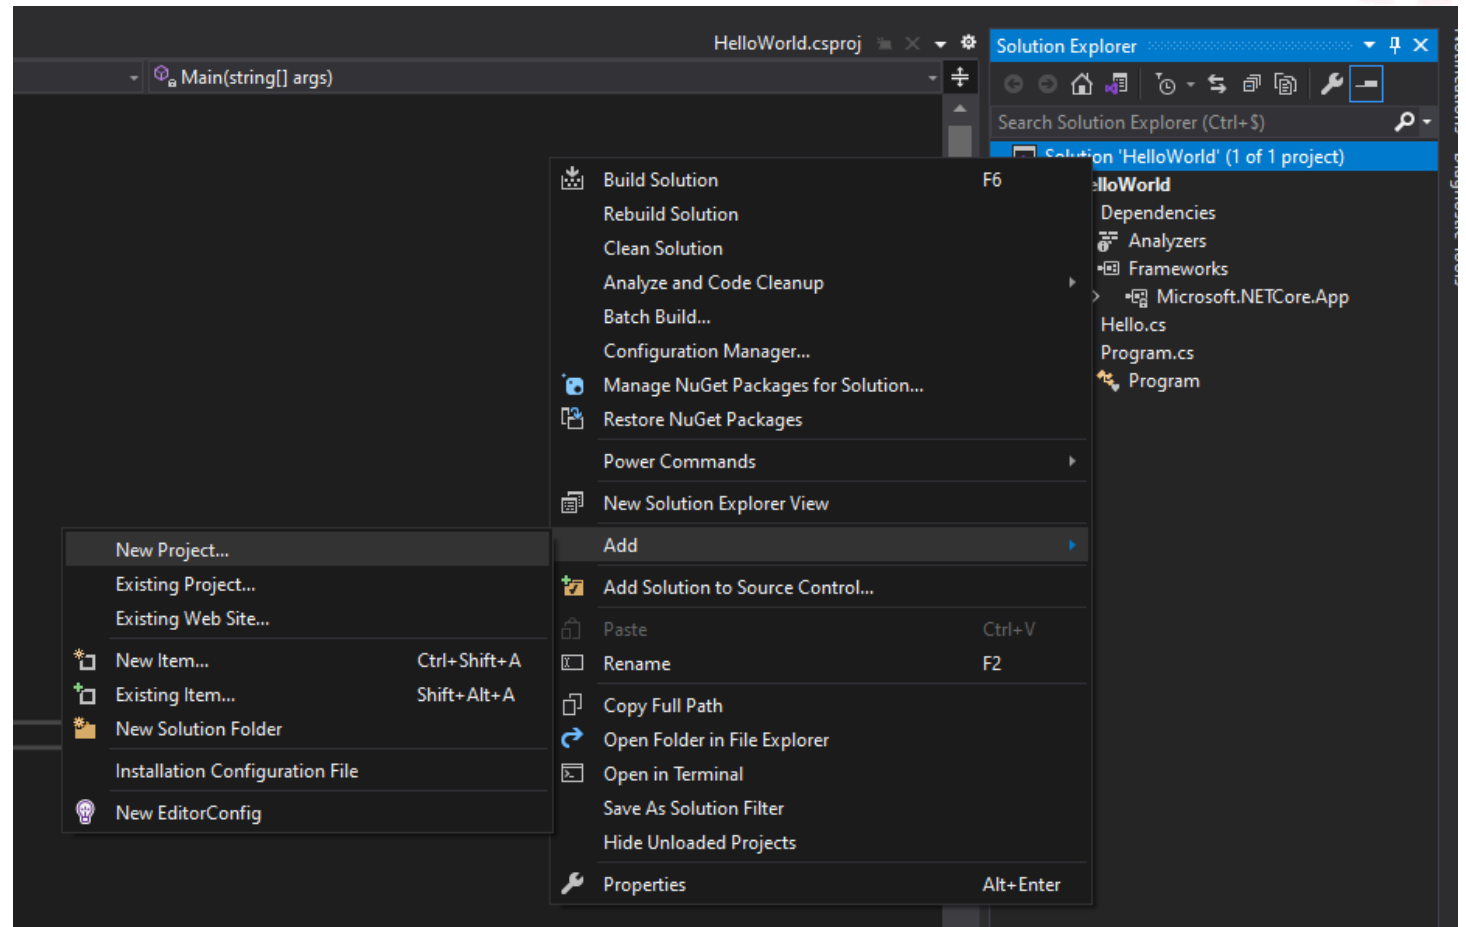 HelloWorld.csproj
Main(string[] args)
Solution Explorer
Search Solution Explorer (Ctrl+$)
Solution 'HelloWorld' (1 of 1 project)
Dependencies
Analyzers
Frameworks
Microsoft.NETCore.App
Hello.cs
Program.cs
Program
Build Solution F6
Rebuild Solution
Clean Solution
Analyze and Code Cleanup
Batch Build...
Configuration Manager...
Manage NuGet Packages for Solution...
Restore NuGet Packages
Power Commands
New Solution Explorer View
Add
Add Solution to Source Control...
Paste Ctrl+V
Rename F2
Copy Full Path
Open Folder in File Explorer
Open in Terminal
Save As Solution Filter
Hide Unloaded Projects
Properties Alt+Enter
New Project...
Existing Project...
Existing Web Site...
New Item... Ctrl+Shift+A
Existing Item... Shift+Alt+A
New Solution Folder
Installation Configuration File
New EditorConfig